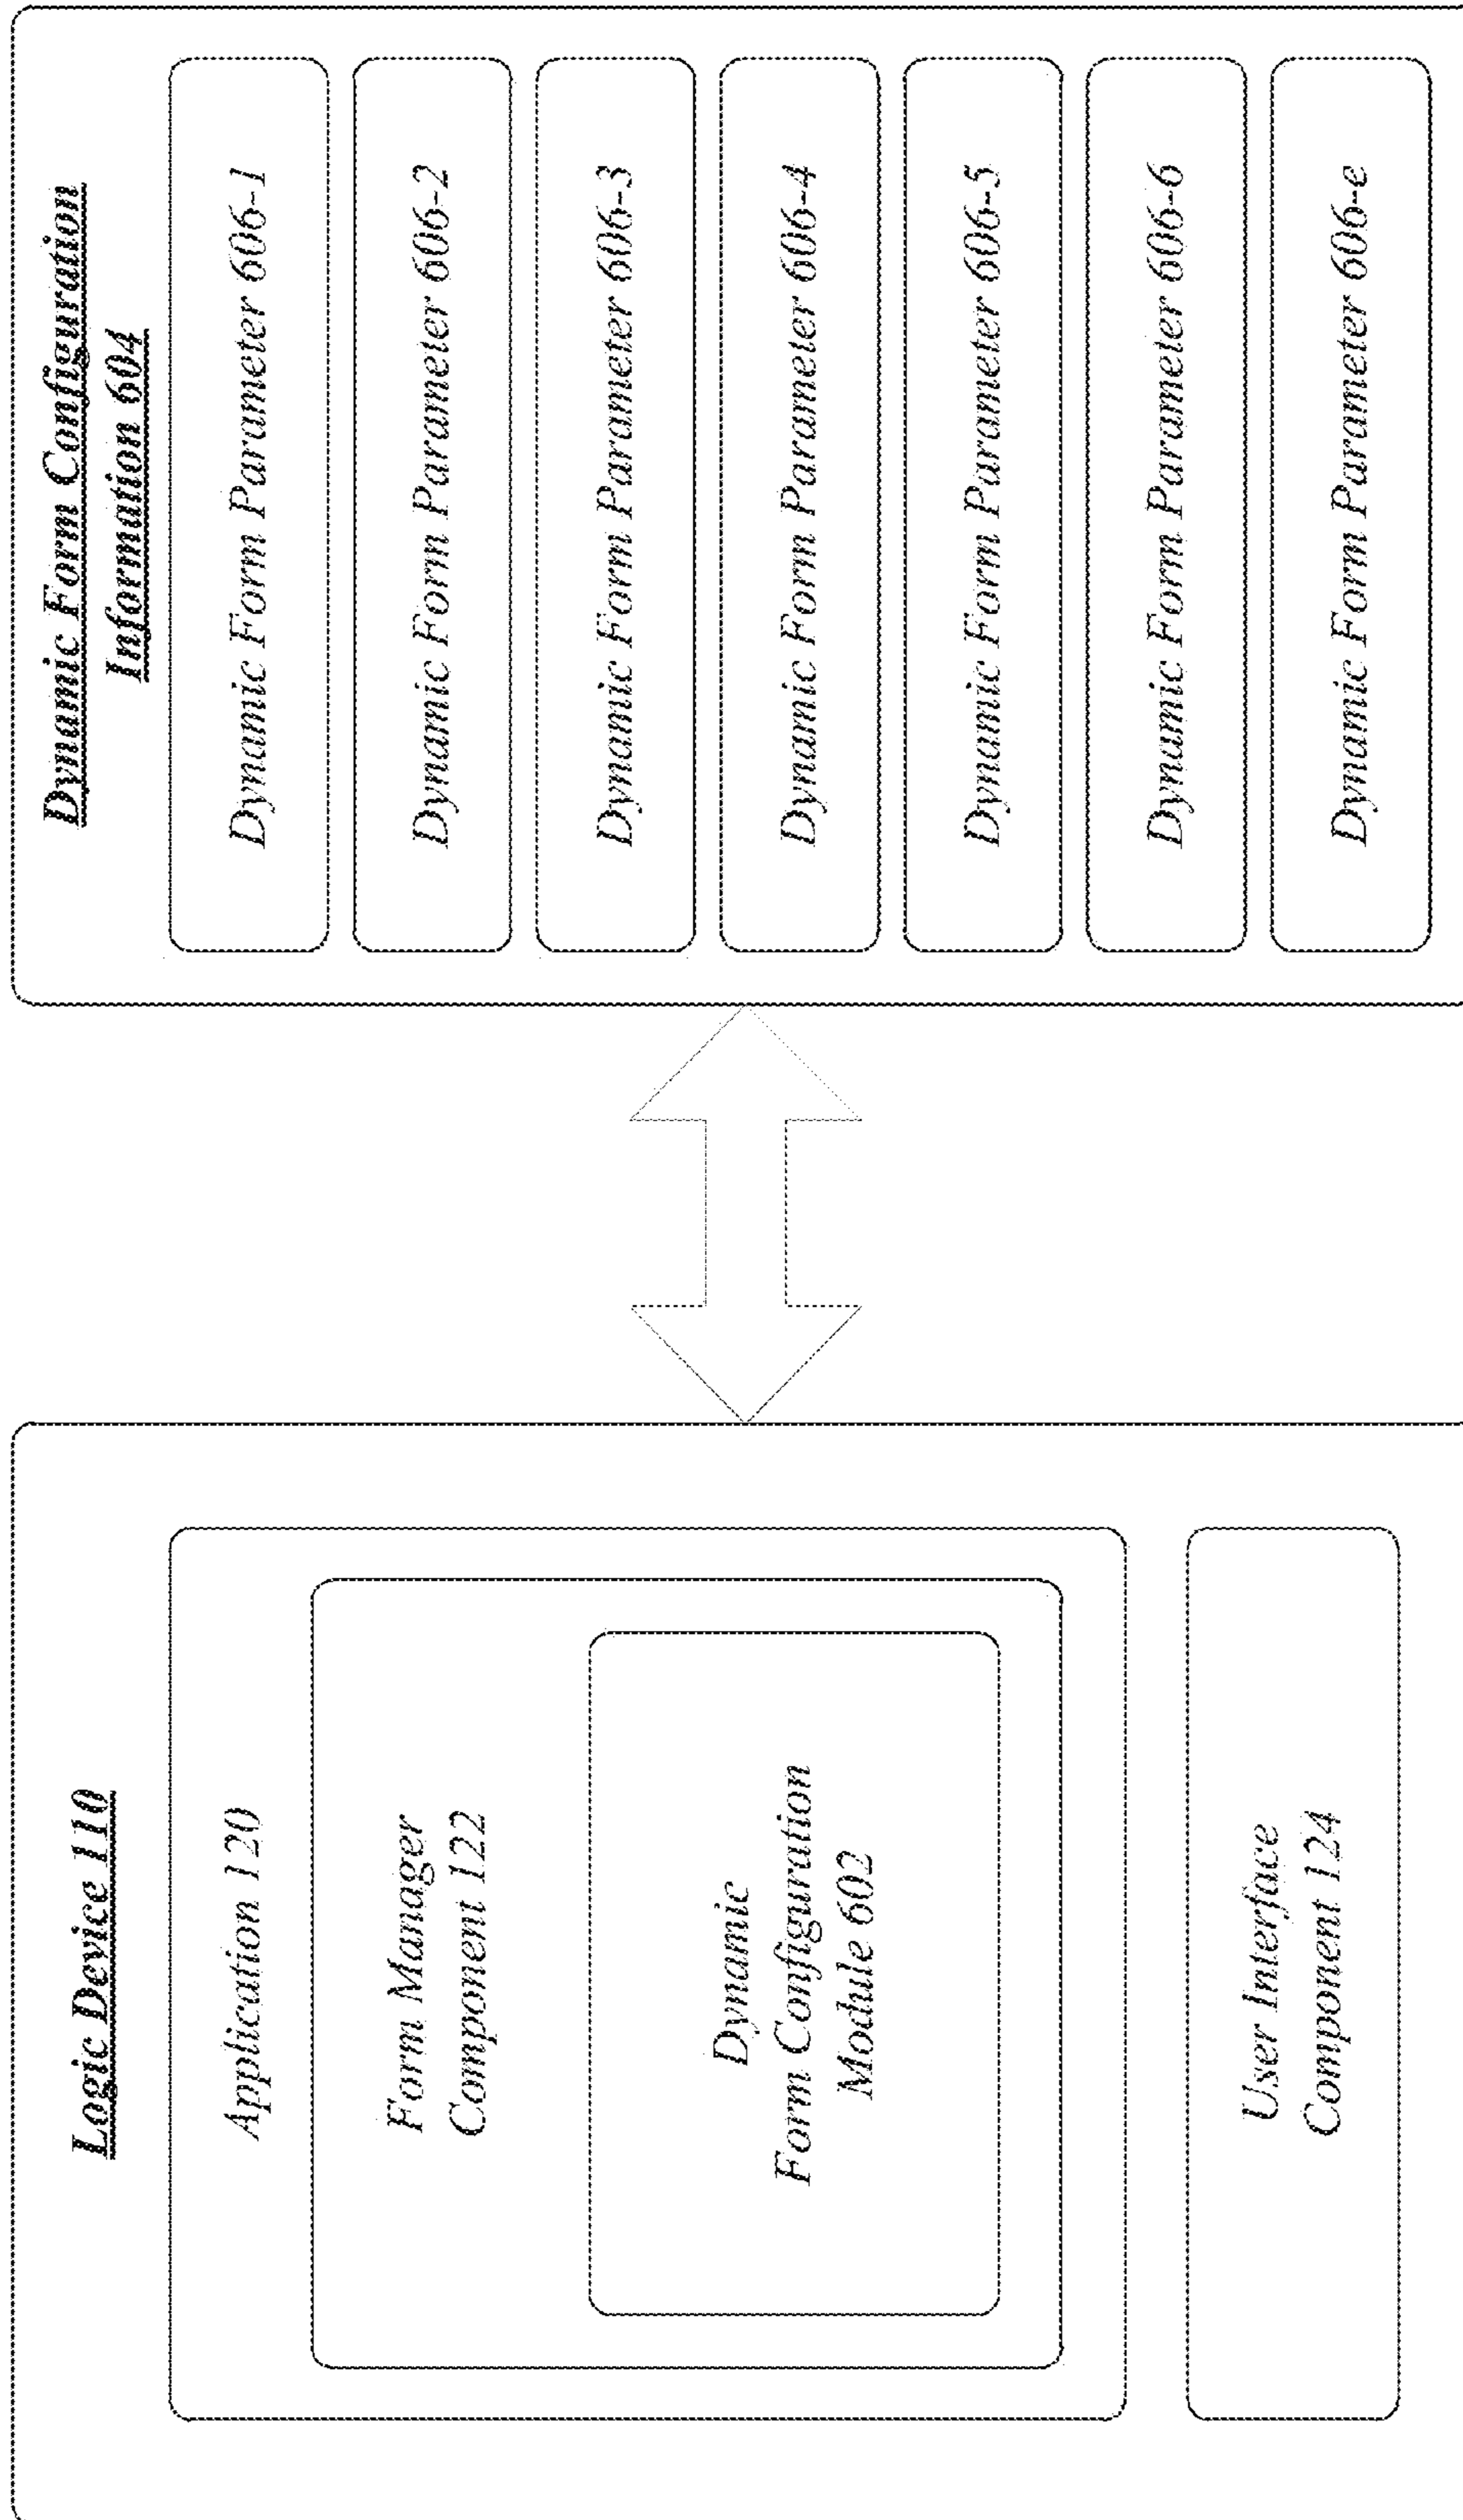 Logic Device 110
Application 120
Form Manager
Component 122
Dynamic
Form Configuration
Module 602
User Interface
Component 124
Dynamic Form Configuration
Information 604
Dynamic Form Parameter 606-1
Dynamic Form Parameter 606-2
Dynamic Form Parameter 606-3
Dynamic Form Parameter 606-4
Dynamic Form Parameter 606-5
Dynamic Form Parameter 606-6
Dynamic Form Parameter 606-e